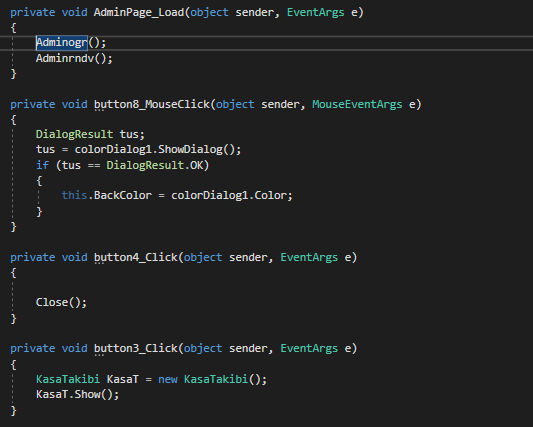 private void AdminPage_Load(object sender, EventArgs e)
{
    Adminogr();
    Adminrndv();
}
private void button8_MouseClick(object sender, MouseEventArgs e)
{
    DialogResult tus;
    tus = colorDialog1.ShowDialog();
    if (tus == DialogResult.OK)
    {
        this.BackColor = colorDialog1.Color;
    }
}
private void button4_Click(object sender, EventArgs e)
{
    Close();
}
private void button3_Click(object sender, EventArgs e)
{
    KasaTakibi KasaT = new KasaTakibi();
    KasaT.Show();
}